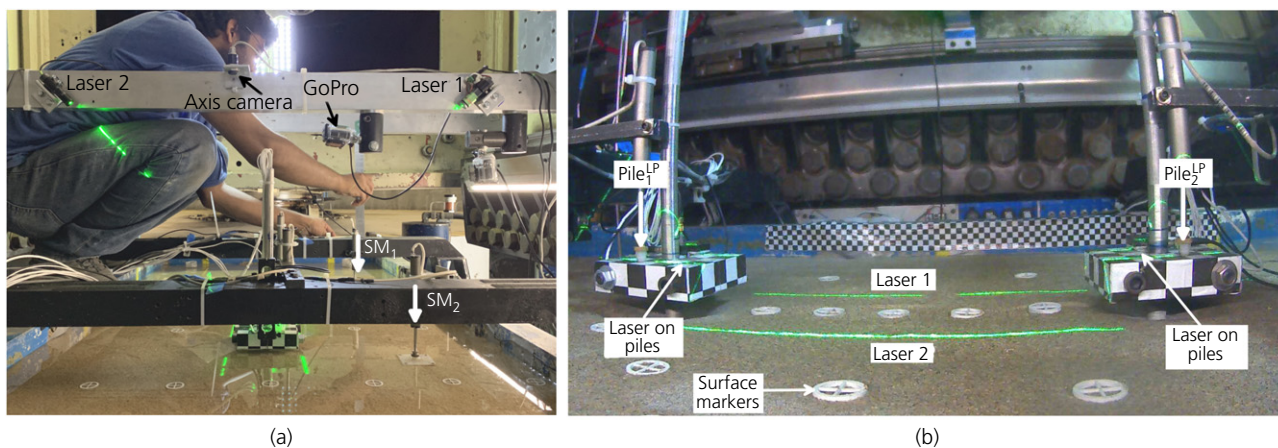 Laser 2
Axis camera
GoPro
Laser 1
SM₁
SM₂
(a)
Pile₁ᴸᴾ
Pile₂ᴸᴾ
Laser 1
Laser on
piles
Laser 2
Laser on
piles
Surface
markers
(b)